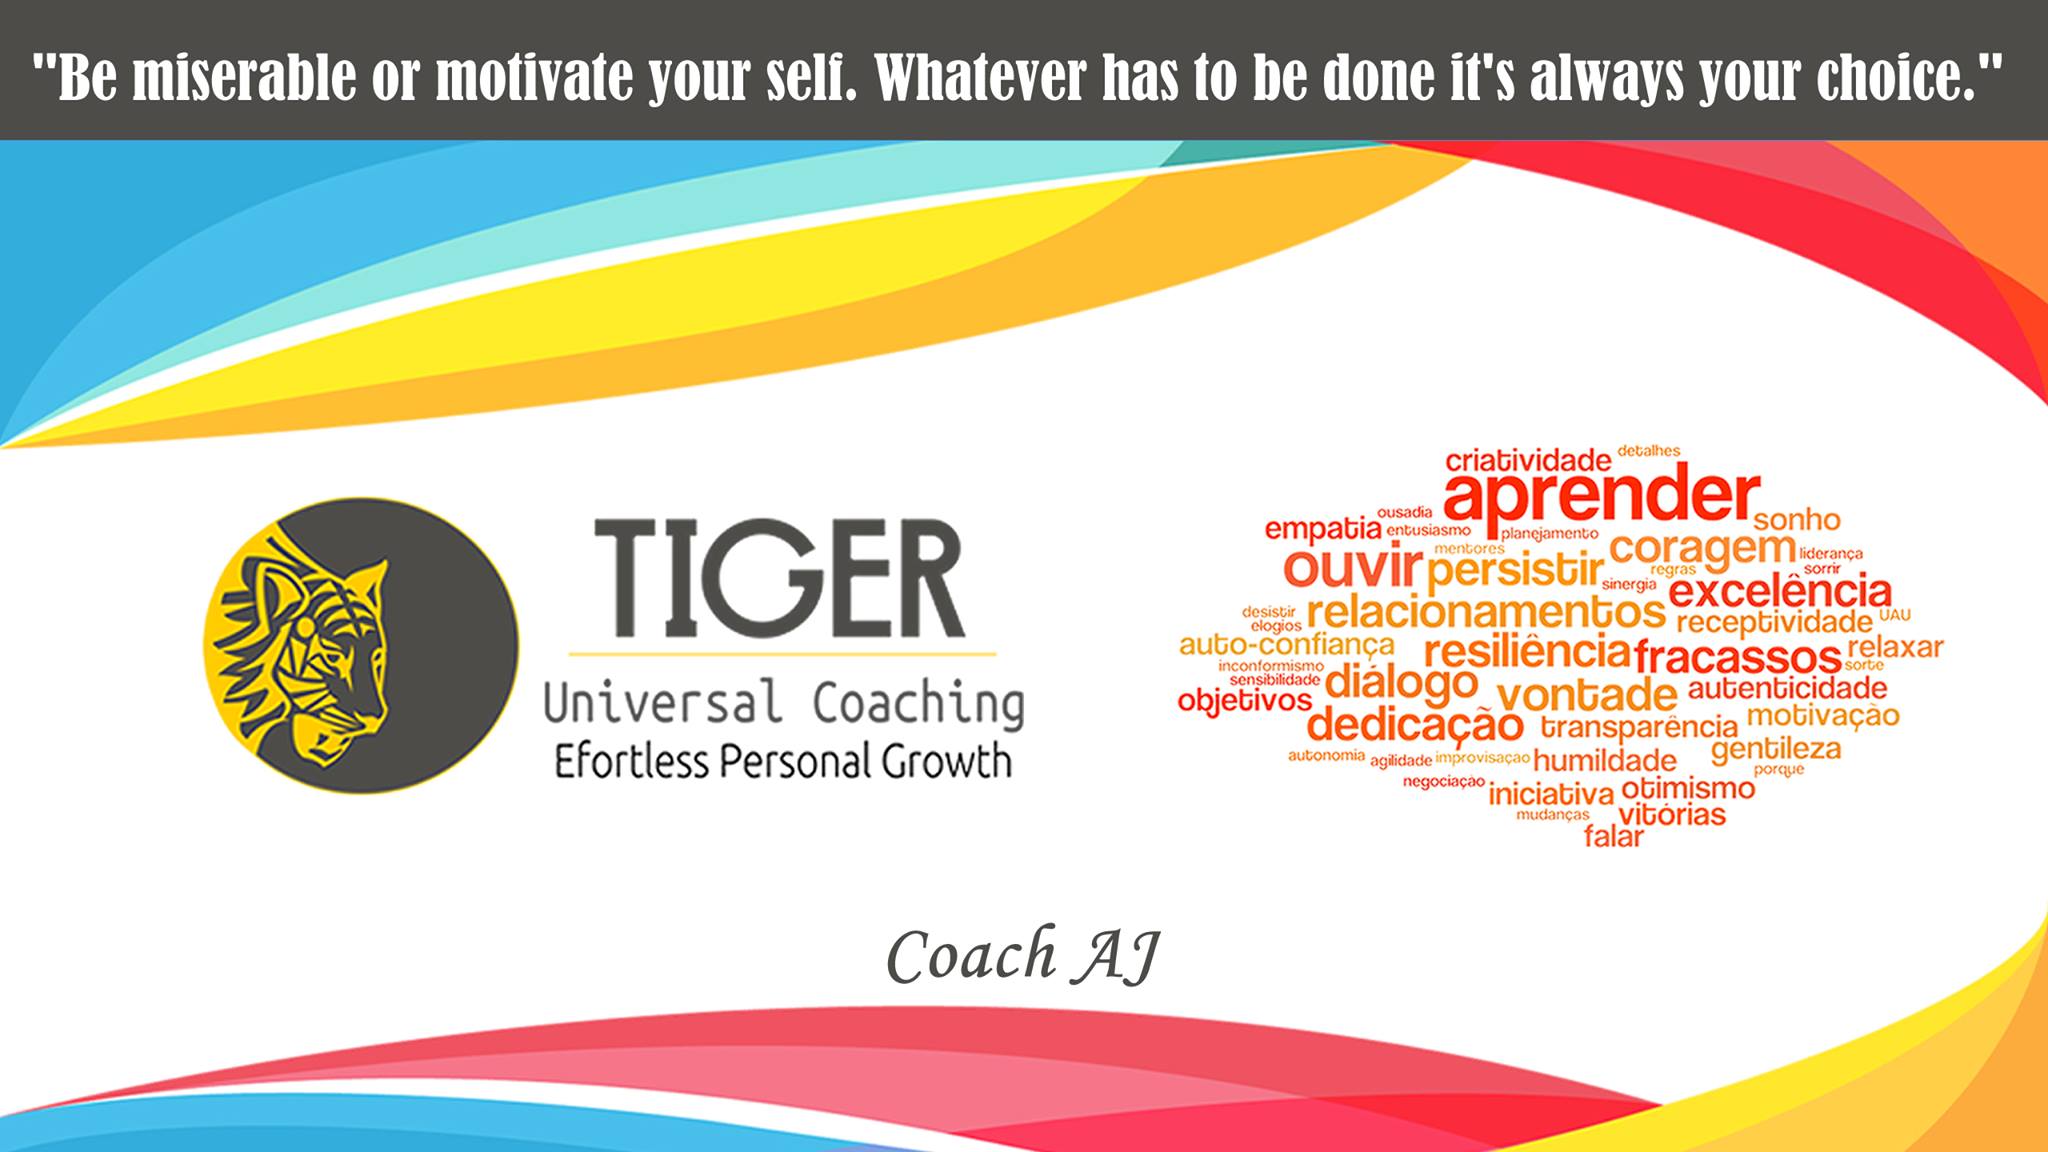 "Be miserable or motivate your self. Whatever has to be done it's always your choice."
TIGER
Universal Coaching
Efortless Personal Growth
criatividade detalhes
aprender
ousadia sonho
empatia entusiasmo planejamento
coragem liderança
ouvir mentores persistir regras sorrir
sinergia excelência
desistir relacionamentos receptividade UAU
elogios
auto-confiança resiliência fracassos relaxar
inconformismo sorte
sensibilidade diálogo vontade autenticidade
objetivos
dedicação transparência motivação
autonomia agilidade improvisação humildade gentileza
porque
negociação iniciativa otimismo
mudanças vitórias
falar
Coach AJ